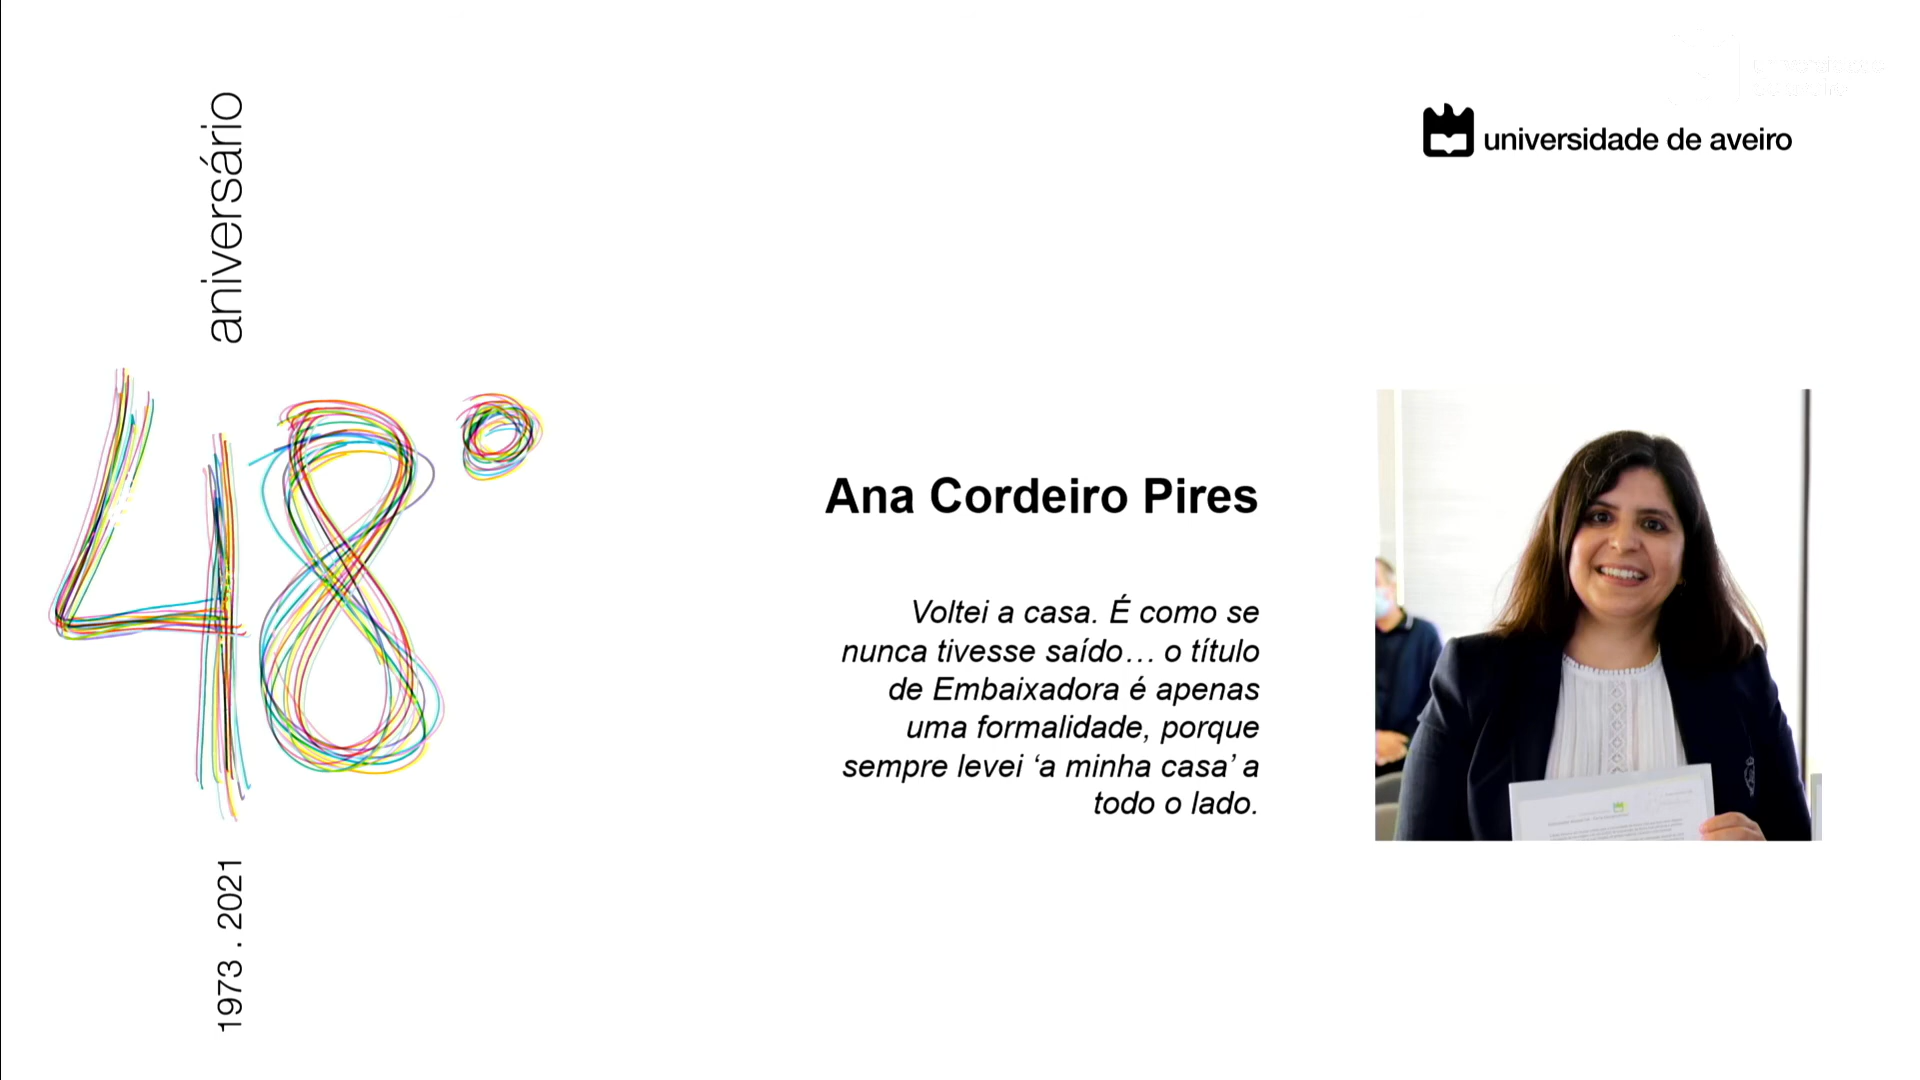 aniversário
48º
1973 . 2021
universidade de aveiro
Ana Cordeiro Pires
Voltei a casa. É como se
nunca tivesse saído… o título
de Embaixadora é apenas
uma formalidade, porque
sempre levei ‘a minha casa’ a
todo o lado.